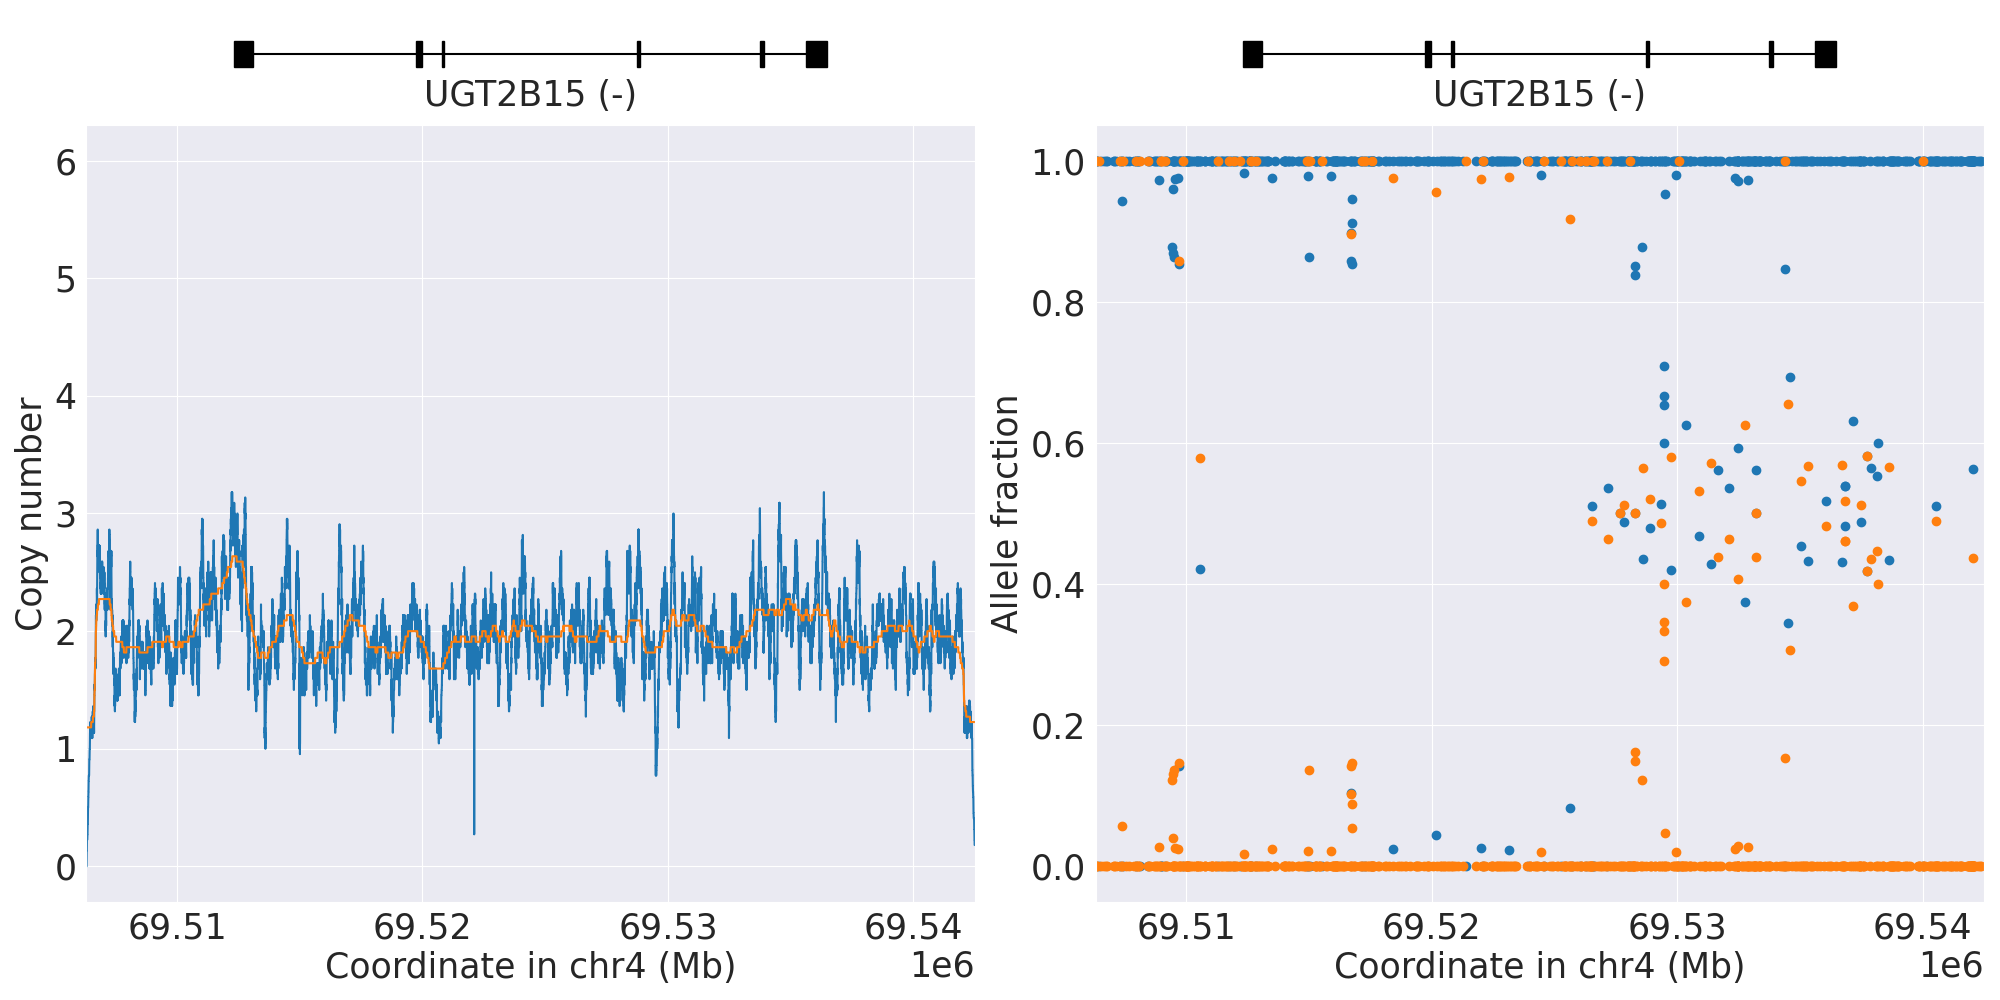 UGT2B15 (-)
UGT2B15 (-)
Copy number
6
5
4
3
2
1
0
69.51
69.52
69.53
69.54
Coordinate in chr4 (Mb)
1e6
Allele fraction
1.0
0.8
0.6
0.4
0.2
0.0
69.51
69.52
69.53
69.54
Coordinate in chr4 (Mb)
1e6